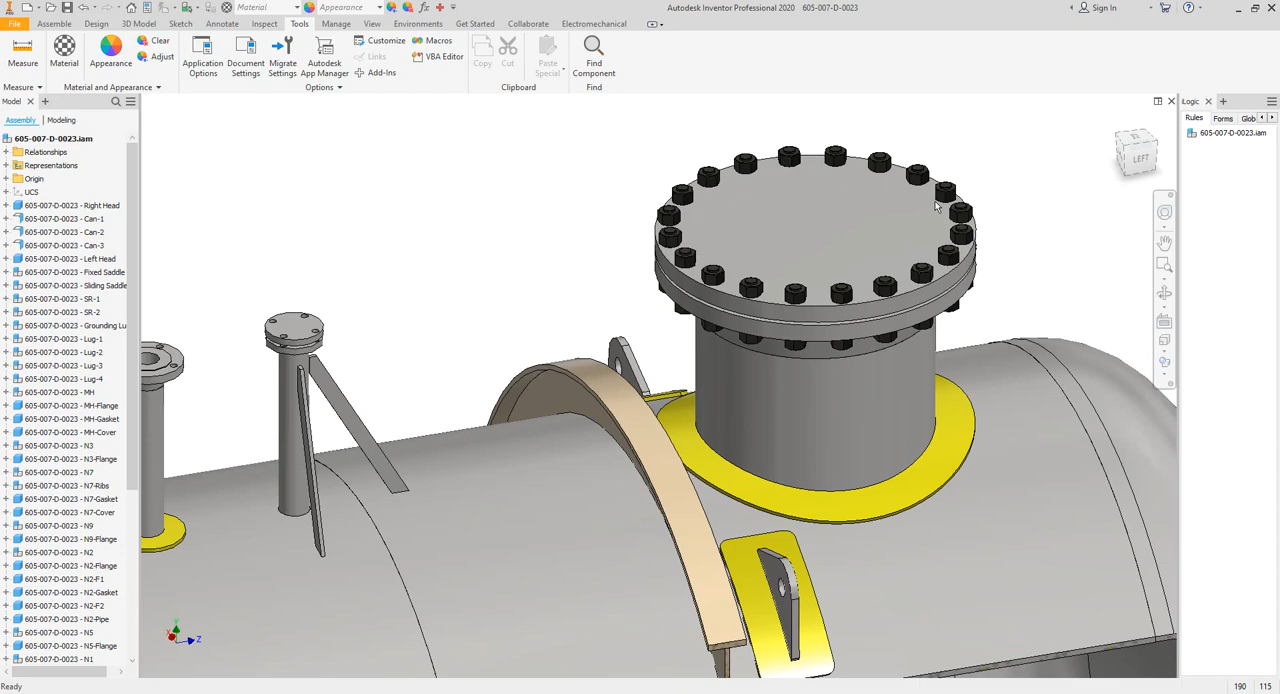 Material
Appearance
Autodesk Inventor Professional 2020 605-007-D-0023
Sign In
File Assembly Design 3D Model Sketch Annotate Inspect Tools Manage View Environments Get Started Collaborate Electromechanical
Measure
Material
Appearance
Clear
Adjust
Application Options
Document Settings
Migrate Settings
Autodesk App Manager
Customize
Links
Add-Ins
Macros
VBA Editor
Copy
Cut
Paste Special
Find Component
Measure
Material and Appearance
Options
Clipboard
Find
Model
Assembly Modeling
605-007-D-0023.iam
Relationships
Representations
Origin
UCS
605-007-D-0023 - Right Head
605-007-D-0023 - Can-1
605-007-D-0023 - Can-2
605-007-D-0023 - Can-3
605-007-D-0023 - Left Head
605-007-D-0023 - Fixed Saddle
605-007-D-0023 - Sliding Saddle
605-007-D-0023 - SR-1
605-007-D-0023 - SR-2
605-007-D-0023 - Grounding Lu
605-007-D-0023 - Lug-1
605-007-D-0023 - Lug-2
605-007-D-0023 - Lug-3
605-007-D-0023 - Lug-4
605-007-D-0023 - MH
605-007-D-0023 - MH-Flange
605-007-D-0023 - MH-Gasket
605-007-D-0023 - MH-Cover
605-007-D-0023 - N3
605-007-D-0023 - N3-Flange
605-007-D-0023 - N7
605-007-D-0023 - N7-Ribs
605-007-D-0023 - N7-Gasket
605-007-D-0023 - N7-Cover
605-007-D-0023 - N9
605-007-D-0023 - N9-Flange
605-007-D-0023 - N2
605-007-D-0023 - N2-Flange
605-007-D-0023 - N2-F1
605-007-D-0023 - N2-Gasket
605-007-D-0023 - N2-F2
605-007-D-0023 - N2-Pipe
605-007-D-0023 - N5
605-007-D-0023 - N5-Flange
605-007-D-0023 - N1
LEFT
Y
Z
iLogic
Rules Forms Glob
605-007-D-0023.iam
Ready
190 115